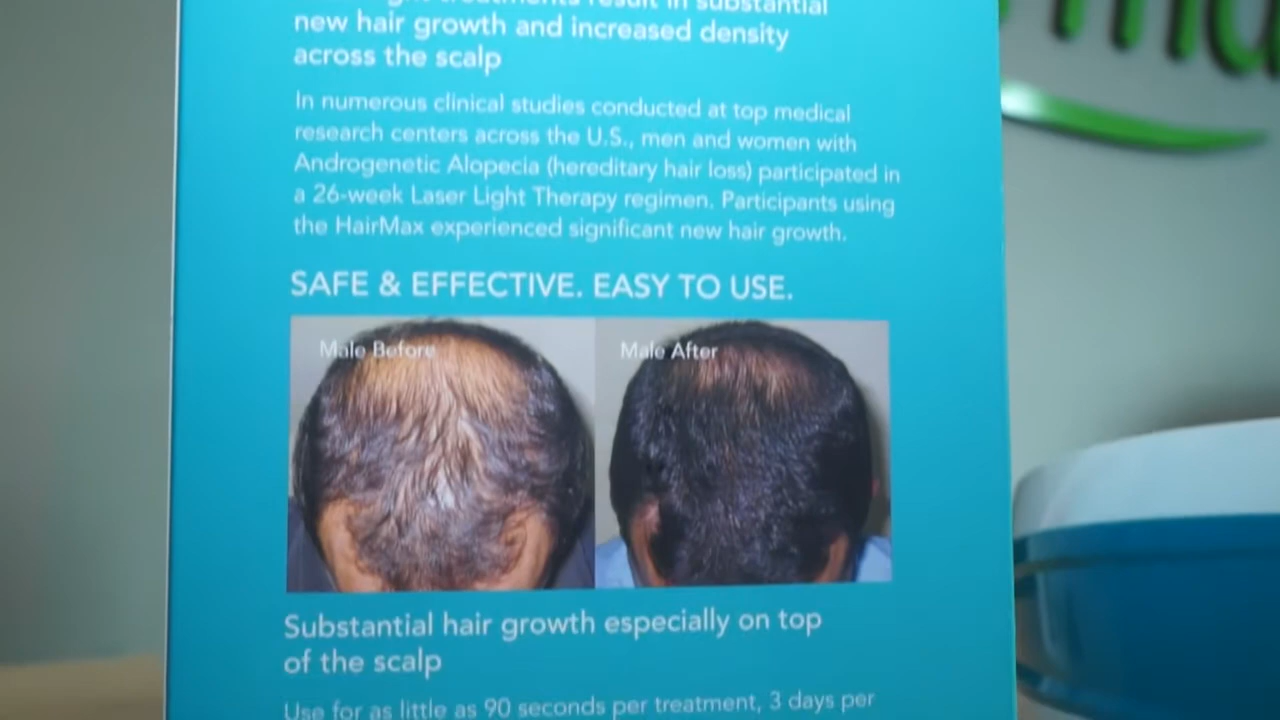 treatments result in substantial
new hair growth and increased density
across the scalp
In numerous clinical studies conducted at top medical
research centers across the U.S., men and women with
Androgenetic Alopecia (hereditary hair loss) participated in
a 26-week Laser Light Therapy regimen. Participants using
the HairMax experienced significant new hair growth.
SAFE & EFFECTIVE. EASY TO USE.
Male Before
Male After
Substantial hair growth especially on top
of the scalp
Use for as little as 90 seconds per treatment, 3 days per